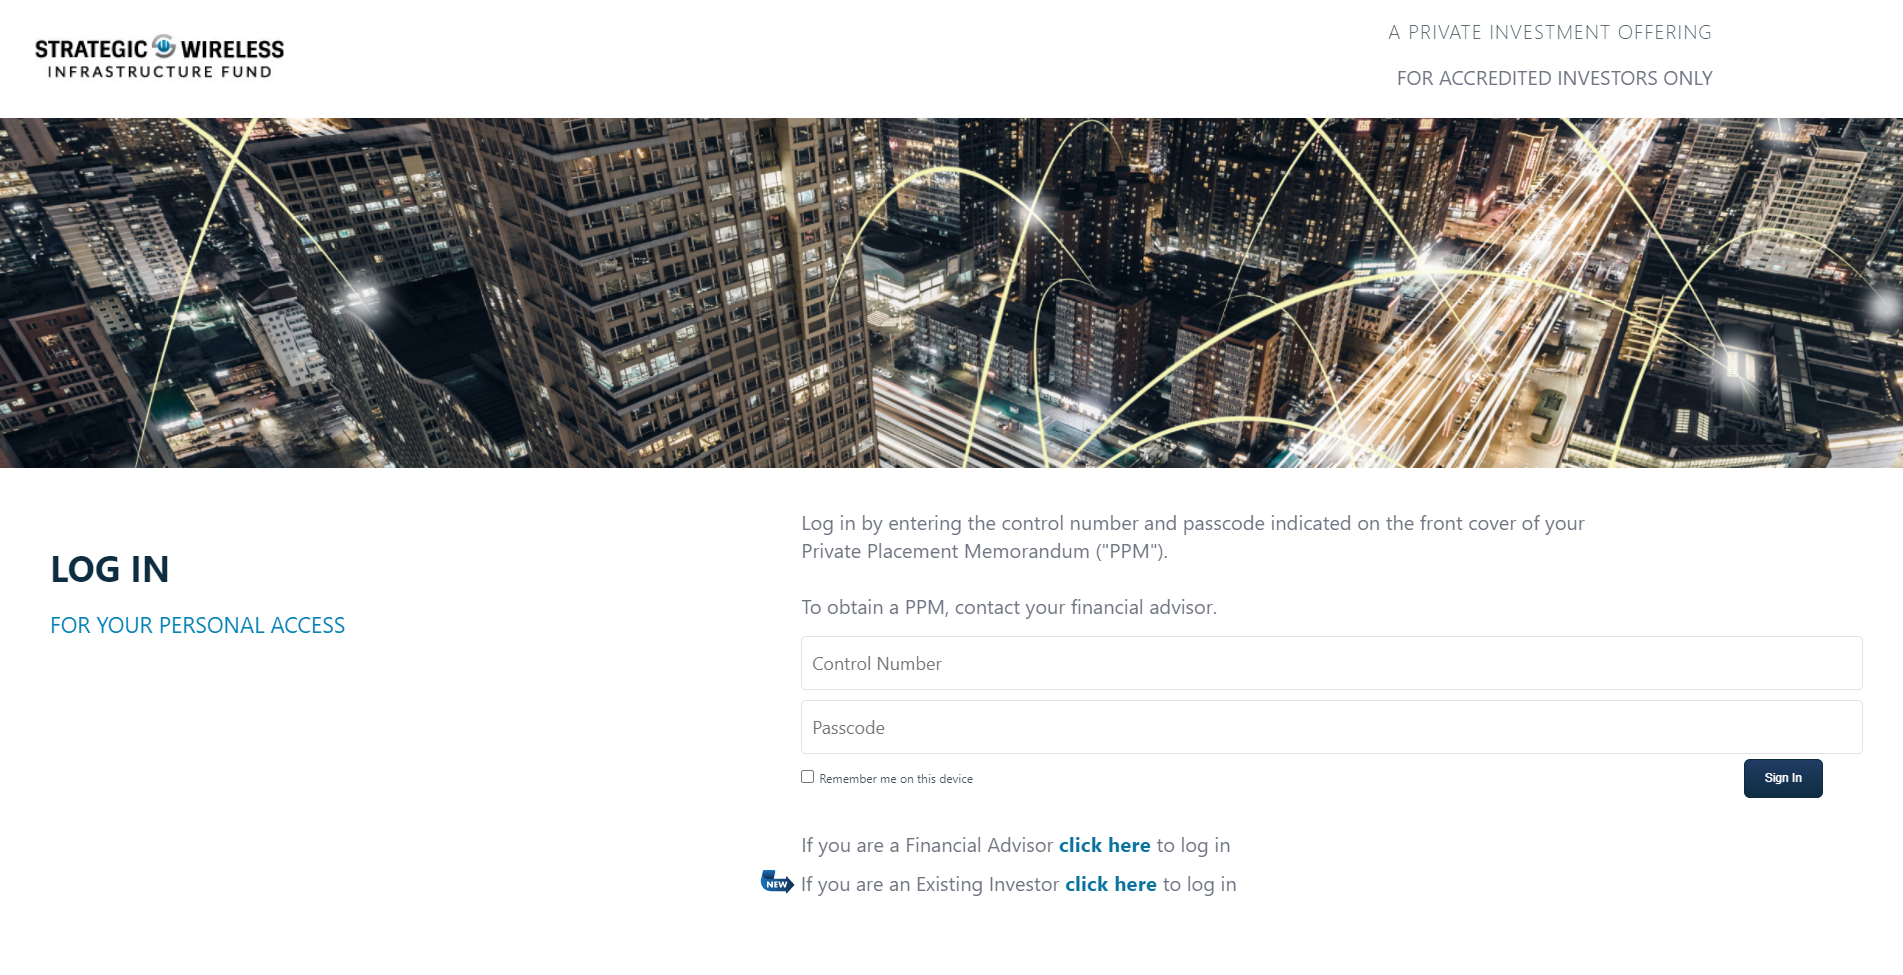 STRATEGIC WIRELESS
INFRASTRUCTURE FUND
A PRIVATE INVESTMENT OFFERING
FOR ACCREDITED INVESTORS ONLY
LOG IN
FOR YOUR PERSONAL ACCESS
Log in by entering the control number and passcode indicated on the front cover of your
Private Placement Memorandum ("PPM").
To obtain a PPM, contact your financial advisor.
Control Number
Passcode
Remember me on this device
Sign In
If you are a Financial Advisor click here to log in
NEW
If you are an Existing Investor click here to log in